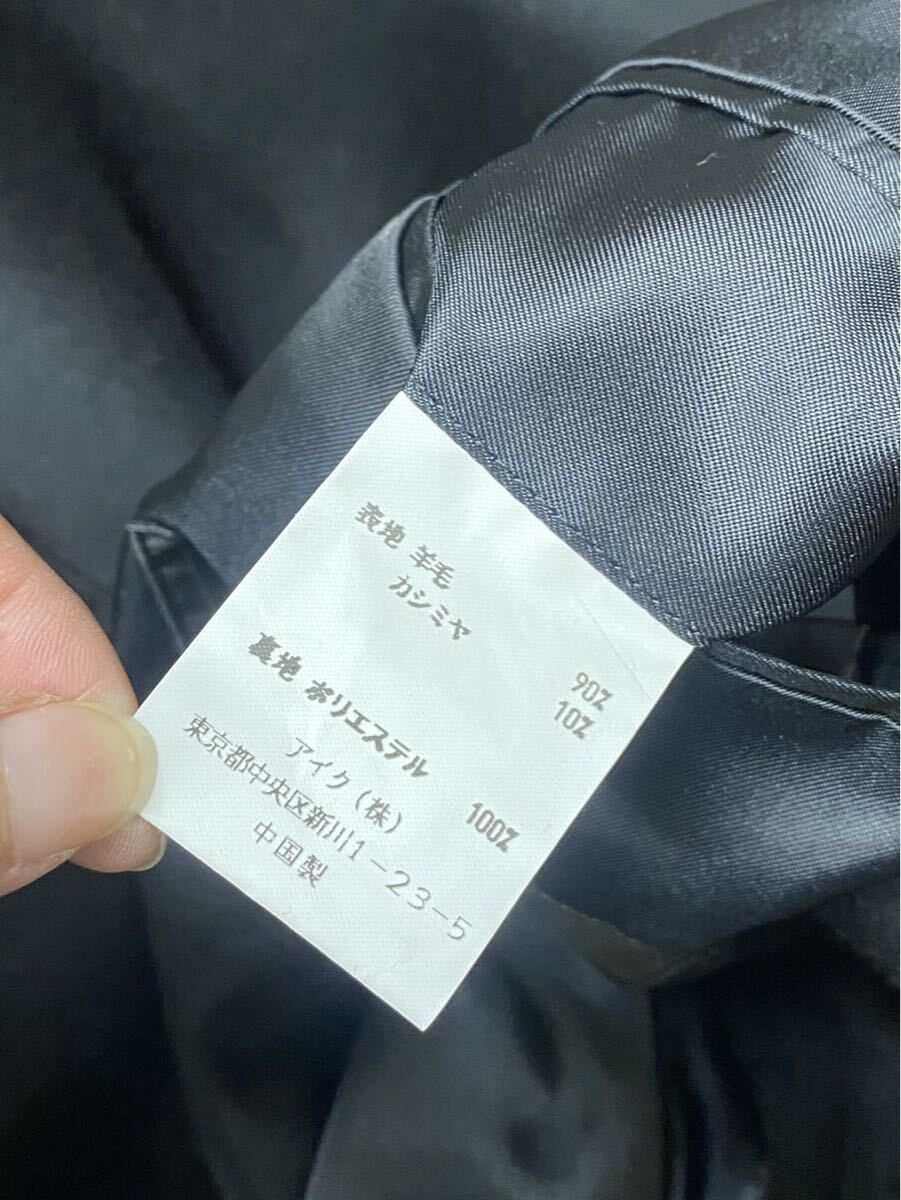 表地 羊毛 90%
カシミヤ 10%
裏地 ポリエステル 100%
アイク(株)
東京都中央区新川1-23-5
中国製